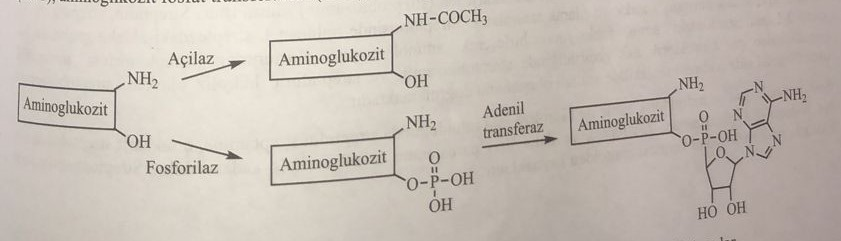 NH-COCH₃
Açilaz
Aminoglukozit
OH
NH₂
Aminoglukozit
OH
Fosforilaz
NH₂
Aminoglukozit
O
O-P-OH
OH
Adenil
transferaz
NH₂
Aminoglukozit
O
O-P-OH
O
HO OH
N
N
N
N
N
NH₂